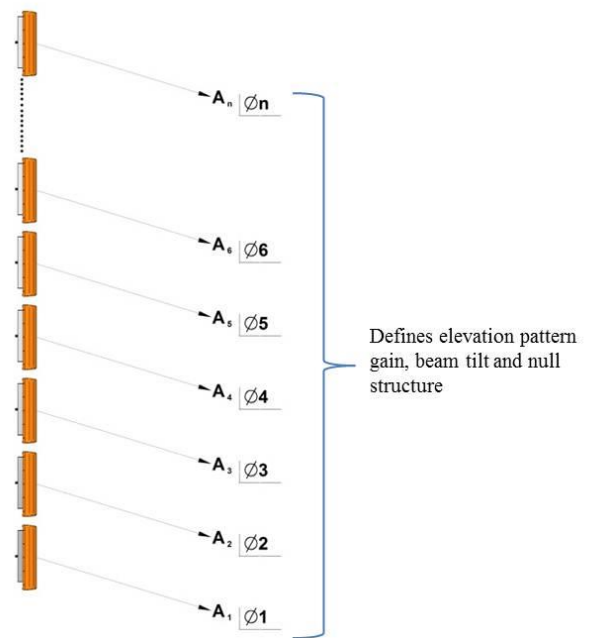 Aₙ ∅n
A₆ ∅6
A₅ ∅5
A₄ ∅4
A₃ ∅3
A₂ ∅2
A₁ ∅1
Defines elevation pattern
gain, beam tilt and null
structure